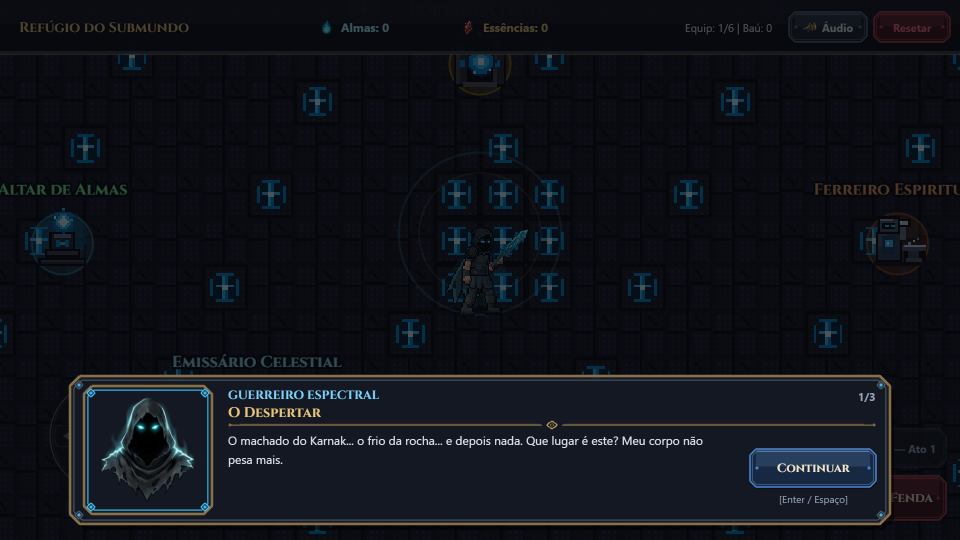 Refúgio do Submundo
Almas: 0
Essências: 0
Equip: 1/6 | Baú: 0
Áudio
Resetar
Altar de Almas
Ferreiro Espiritu
Emissário Celestial
Guerreiro Espectral
1/3
O Despertar
O machado do Karnak... o frio da rocha... e depois nada. Que lugar é este? Meu corpo não
pesa mais.
Continuar
[Enter / Espaço]
— Ato 1
Fenda